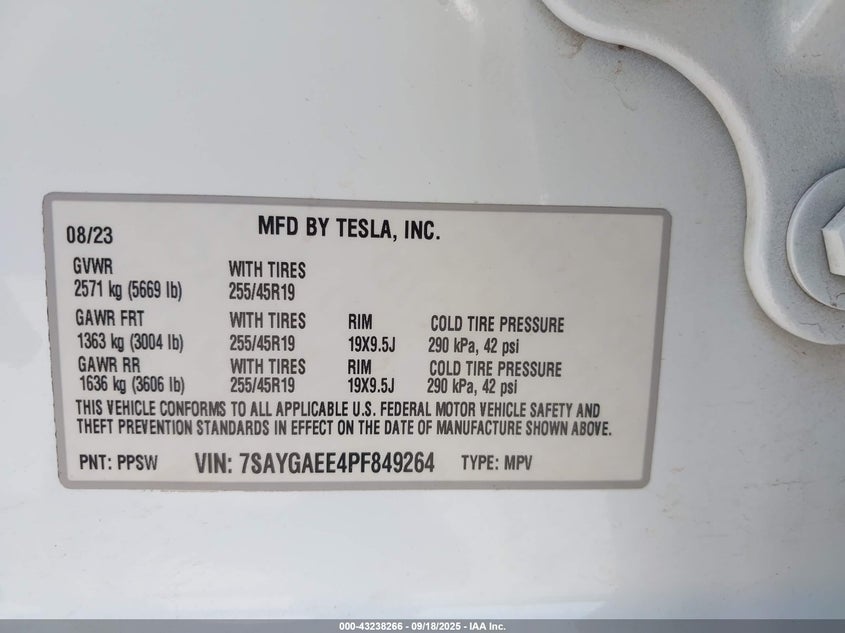 08/23 MFD BY TESLA, INC.
GVWR WITH TIRES
2571 kg (5669 lb) 255/45R19
GAWR FRT WITH TIRES RIM COLD TIRE PRESSURE
1363 kg (3004 lb) 255/45R19 19X9.5J 290 kPa, 42 psi
GAWR RR WITH TIRES RIM COLD TIRE PRESSURE
1636 kg (3606 lb) 255/45R19 19X9.5J 290 kPa, 42 psi
THIS VEHICLE CONFORMS TO ALL APPLICABLE U.S. FEDERAL MOTOR VEHICLE SAFETY AND
THEFT PREVENTION STANDARDS IN EFFECT ON THE DATE OF MANUFACTURE SHOWN ABOVE.
PNT: PPSW VIN: 7SAYGAEE4PF849264 TYPE: MPV
000-43238266 - 09/18/2025 - IAA Inc.